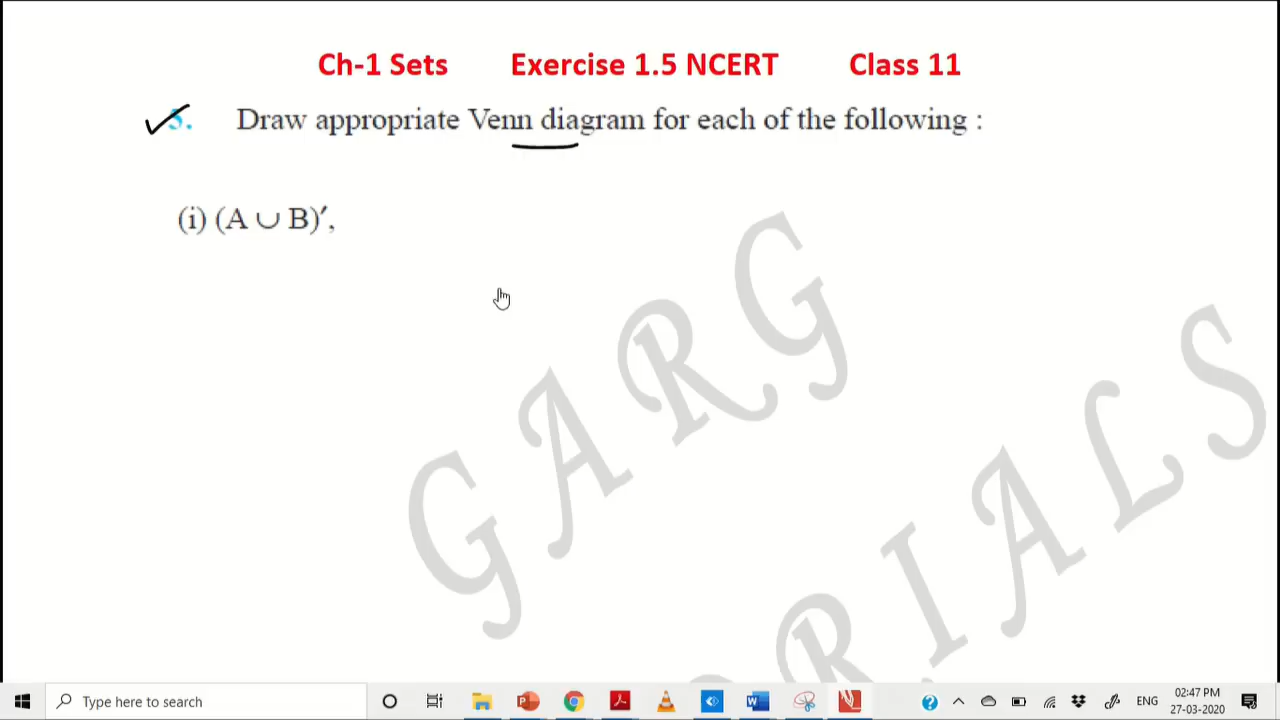 Ch-1 Sets Exercise 1.5 NCERT Class 11
5. Draw appropriate Venn diagram for each of the following :
(i) (A ∪ B)′,
GARG
RIALS
Type here to search
ENG
02:47 PM
27-03-2020